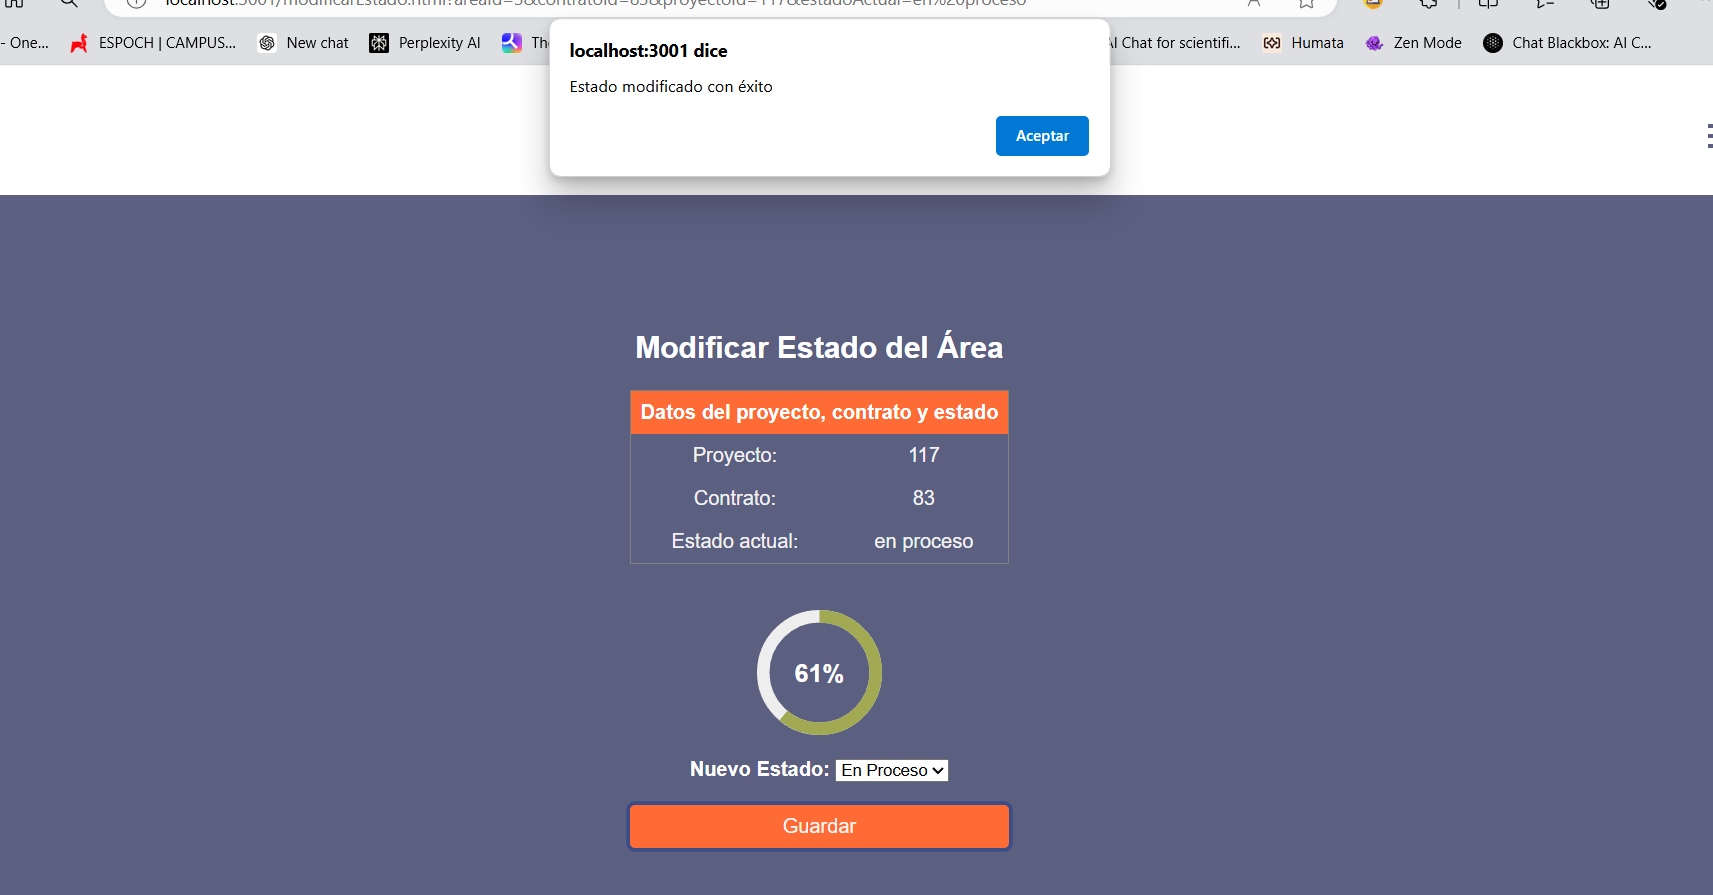 localhost:3001/modificarEstado.html?areaId=3&contratoId=83&proyectoId=117&estadoActual=en%20proceso
- One...
ESPOCH | CAMPUS...
New chat
Perplexity AI
AI Chat for scientifi...
Humata
Zen Mode
Chat Blackbox: AI C...
localhost:3001 dice
Estado modificado con éxito
Aceptar
Modificar Estado del Área
Datos del proyecto, contrato y estado
Proyecto: 117
Contrato: 83
Estado actual: en proceso
61%
Nuevo Estado: En Proceso
Guardar